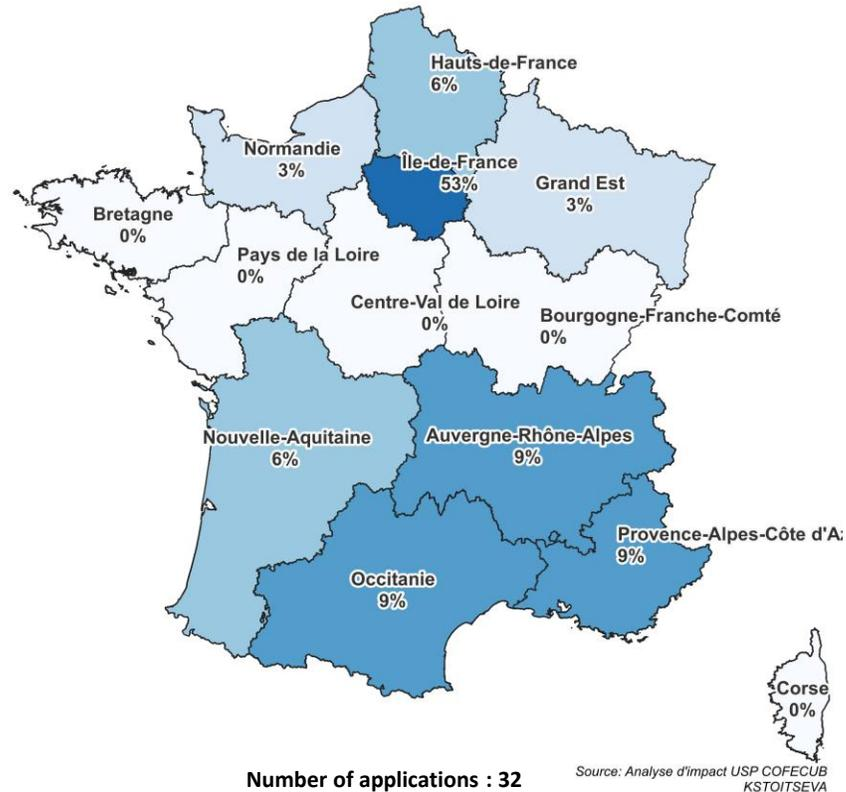 Hauts-de-France
6%
Normandie
3%
Île-de-France
53%
Grand Est
3%
Bretagne
0%
Pays de la Loire
0%
Centre-Val de Loire
0%
Bourgogne-Franche-Comté
0%
Nouvelle-Aquitaine
6%
Auvergne-Rhône-Alpes
9%
Provence-Alpes-Côte d'A
9%
Occitanie
9%
Corse
0%
Number of applications : 32
Source: Analyse d'impact USP COFECUB
KSTOITSEVA